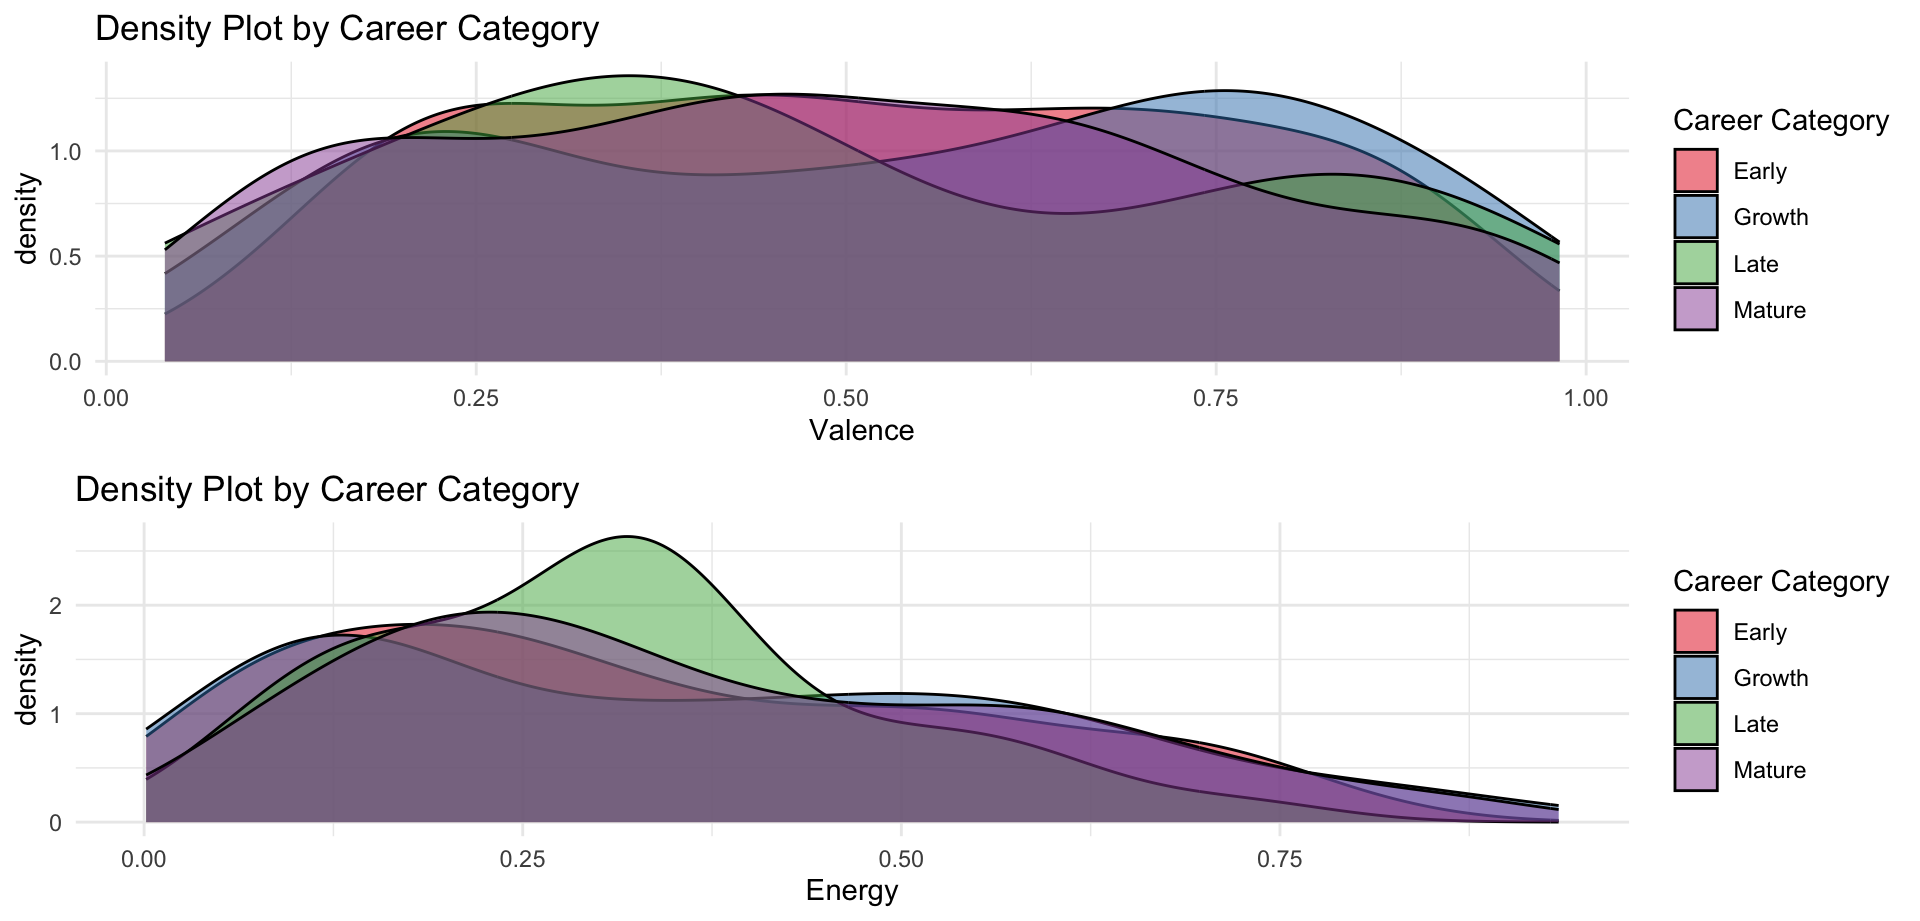 Density Plot by Career Category
density
1.0
0.5
0.0
0.00 0.25 0.50 0.75 1.00
Valence
Career Category
Early
Growth
Late
Mature
Density Plot by Career Category
density
2
1
0
0.00 0.25 0.50 0.75
Energy
Career Category
Early
Growth
Late
Mature